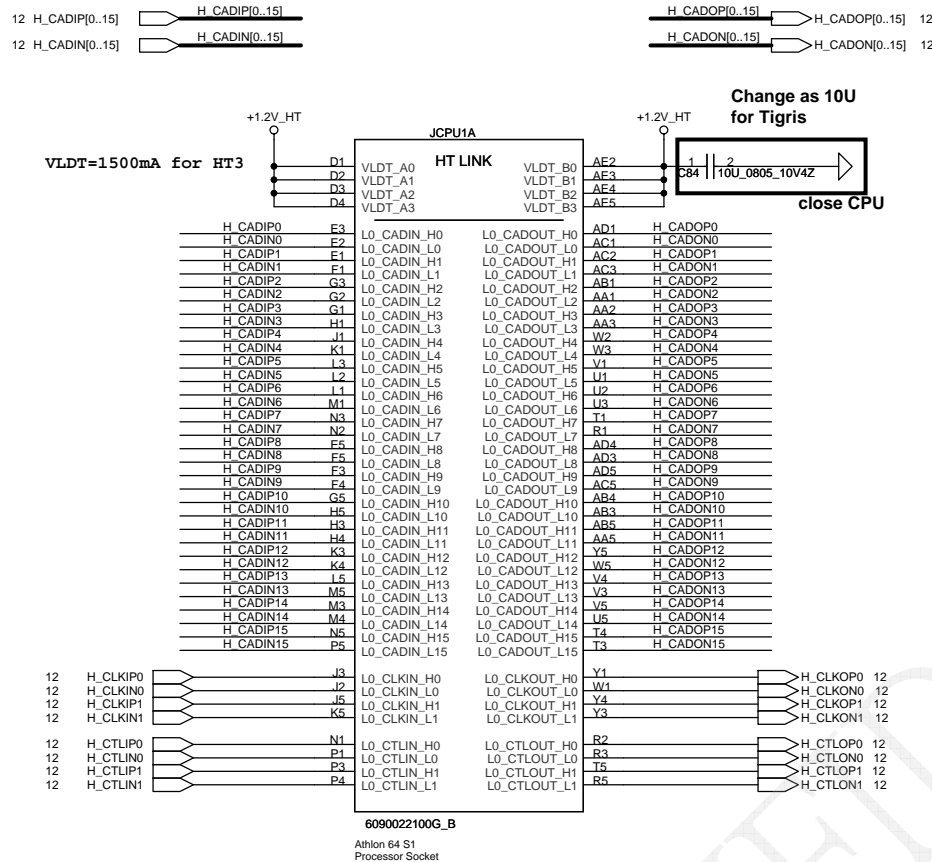 12 H_CADIP[0..15] H_CADIP[0..15] H_CADOP[0..15] H_CADOP[0..15] 12
12 H_CADIN[0..15] H_CADIN[0..15] H_CADON[0..15] H_CADON[0..15] 12
Change as 10U
for Tigris
+1.2V_HT +1.2V_HT
JCPU1A
VLDT=1500mA for HT3
HT LINK
D1 VLDT_A0 VLDT_B0 AE2 1 2
D2 VLDT_A1 VLDT_B1 AE3 C84 10U_0805_10V4Z
D3 VLDT_A2 VLDT_B2 AE4
D4 VLDT_A3 VLDT_B3 AE5 close CPU
H_CADIP0 E3 L0_CADIN_H0 L0_CADOUT_H0 AD1 H_CADOP0
H_CADIN0 E2 L0_CADIN_L0 L0_CADOUT_L0 AC1 H_CADON0
H_CADIP1 E1 L0_CADIN_H1 L0_CADOUT_H1 AC2 H_CADOP1
H_CADIN1 F1 L0_CADIN_L1 L0_CADOUT_L1 AC3 H_CADON1
H_CADIP2 G3 L0_CADIN_H2 L0_CADOUT_H2 AB1 H_CADOP2
H_CADIN2 G2 L0_CADIN_L2 L0_CADOUT_L2 AA1 H_CADON2
H_CADIP3 G1 L0_CADIN_H3 L0_CADOUT_H3 AA2 H_CADOP3
H_CADIN3 H1 L0_CADIN_L3 L0_CADOUT_L3 AA3 H_CADON3
H_CADIP4 J1 L0_CADIN_H4 L0_CADOUT_H4 W2 H_CADOP4
H_CADIN4 K1 L0_CADIN_L4 L0_CADOUT_L4 W3 H_CADON4
H_CADIP5 L3 L0_CADIN_H5 L0_CADOUT_H5 V1 H_CADOP5
H_CADIN5 L2 L0_CADIN_L5 L0_CADOUT_L5 U1 H_CADON5
H_CADIP6 L1 L0_CADIN_H6 L0_CADOUT_H6 U2 H_CADOP6
H_CADIN6 M1 L0_CADIN_L6 L0_CADOUT_L6 U3 H_CADON6
H_CADIP7 N3 L0_CADIN_H7 L0_CADOUT_H7 T1 H_CADOP7
H_CADIN7 N2 L0_CADIN_L7 L0_CADOUT_L7 R1 H_CADON7
H_CADIP8 E5 L0_CADIN_H8 L0_CADOUT_H8 AD4 H_CADOP8
H_CADIN8 F5 L0_CADIN_L8 L0_CADOUT_L8 AD3 H_CADON8
H_CADIP9 F3 L0_CADIN_H9 L0_CADOUT_H9 AD5 H_CADOP9
H_CADIN9 F4 L0_CADIN_L9 L0_CADOUT_L9 AC5 H_CADON9
H_CADIP10 G5 L0_CADIN_H10 L0_CADOUT_H10 AB4 H_CADOP10
H_CADIN10 H5 L0_CADIN_L10 L0_CADOUT_L10 AB3 H_CADON10
H_CADIP11 H3 L0_CADIN_H11 L0_CADOUT_H11 AB5 H_CADOP11
H_CADIN11 H4 L0_CADIN_L11 L0_CADOUT_L11 AA5 H_CADON11
H_CADIP12 K3 L0_CADIN_H12 L0_CADOUT_H12 Y5 H_CADOP12
H_CADIN12 K4 L0_CADIN_L12 L0_CADOUT_L12 W5 H_CADON12
H_CADIP13 L5 L0_CADIN_H13 L0_CADOUT_H13 V4 H_CADOP13
H_CADIN13 M5 L0_CADIN_L13 L0_CADOUT_L13 V3 H_CADON13
H_CADIP14 M3 L0_CADIN_H14 L0_CADOUT_H14 V5 H_CADOP14
H_CADIN14 M4 L0_CADIN_L14 L0_CADOUT_L14 U5 H_CADON14
H_CADIP15 N5 L0_CADIN_H15 L0_CADOUT_H15 T4 H_CADOP15
H_CADIN15 P5 L0_CADIN_L15 L0_CADOUT_L15 T3 H_CADON15
12 H_CLKIP0 J3 L0_CLKIN_H0 L0_CLKOUT_H0 Y1 H_CLKOP0 12
12 H_CLKIN0 J2 L0_CLKIN_L0 L0_CLKOUT_L0 W1 H_CLKON0 12
12 H_CLKIP1 J5 L0_CLKIN_H1 L0_CLKOUT_H1 Y4 H_CLKOP1 12
12 H_CLKIN1 K5 L0_CLKIN_L1 L0_CLKOUT_L1 Y3 H_CLKON1 12
12 H_CTLIP0 N1 L0_CTLIN_H0 L0_CTLOUT_H0 R2 H_CTLOP0 12
12 H_CTLIN0 P1 L0_CTLIN_L0 L0_CTLOUT_L0 R3 H_CTLON0 12
12 H_CTLIP1 P3 L0_CTLIN_H1 L0_CTLOUT_H1 T5 H_CTLOP1 12
12 H_CTLIN1 P4 L0_CTLIN_L1 L0_CTLOUT_L1 R5 H_CTLON1 12
6090022100G_B
Athlon 64 S1
Processor Socket